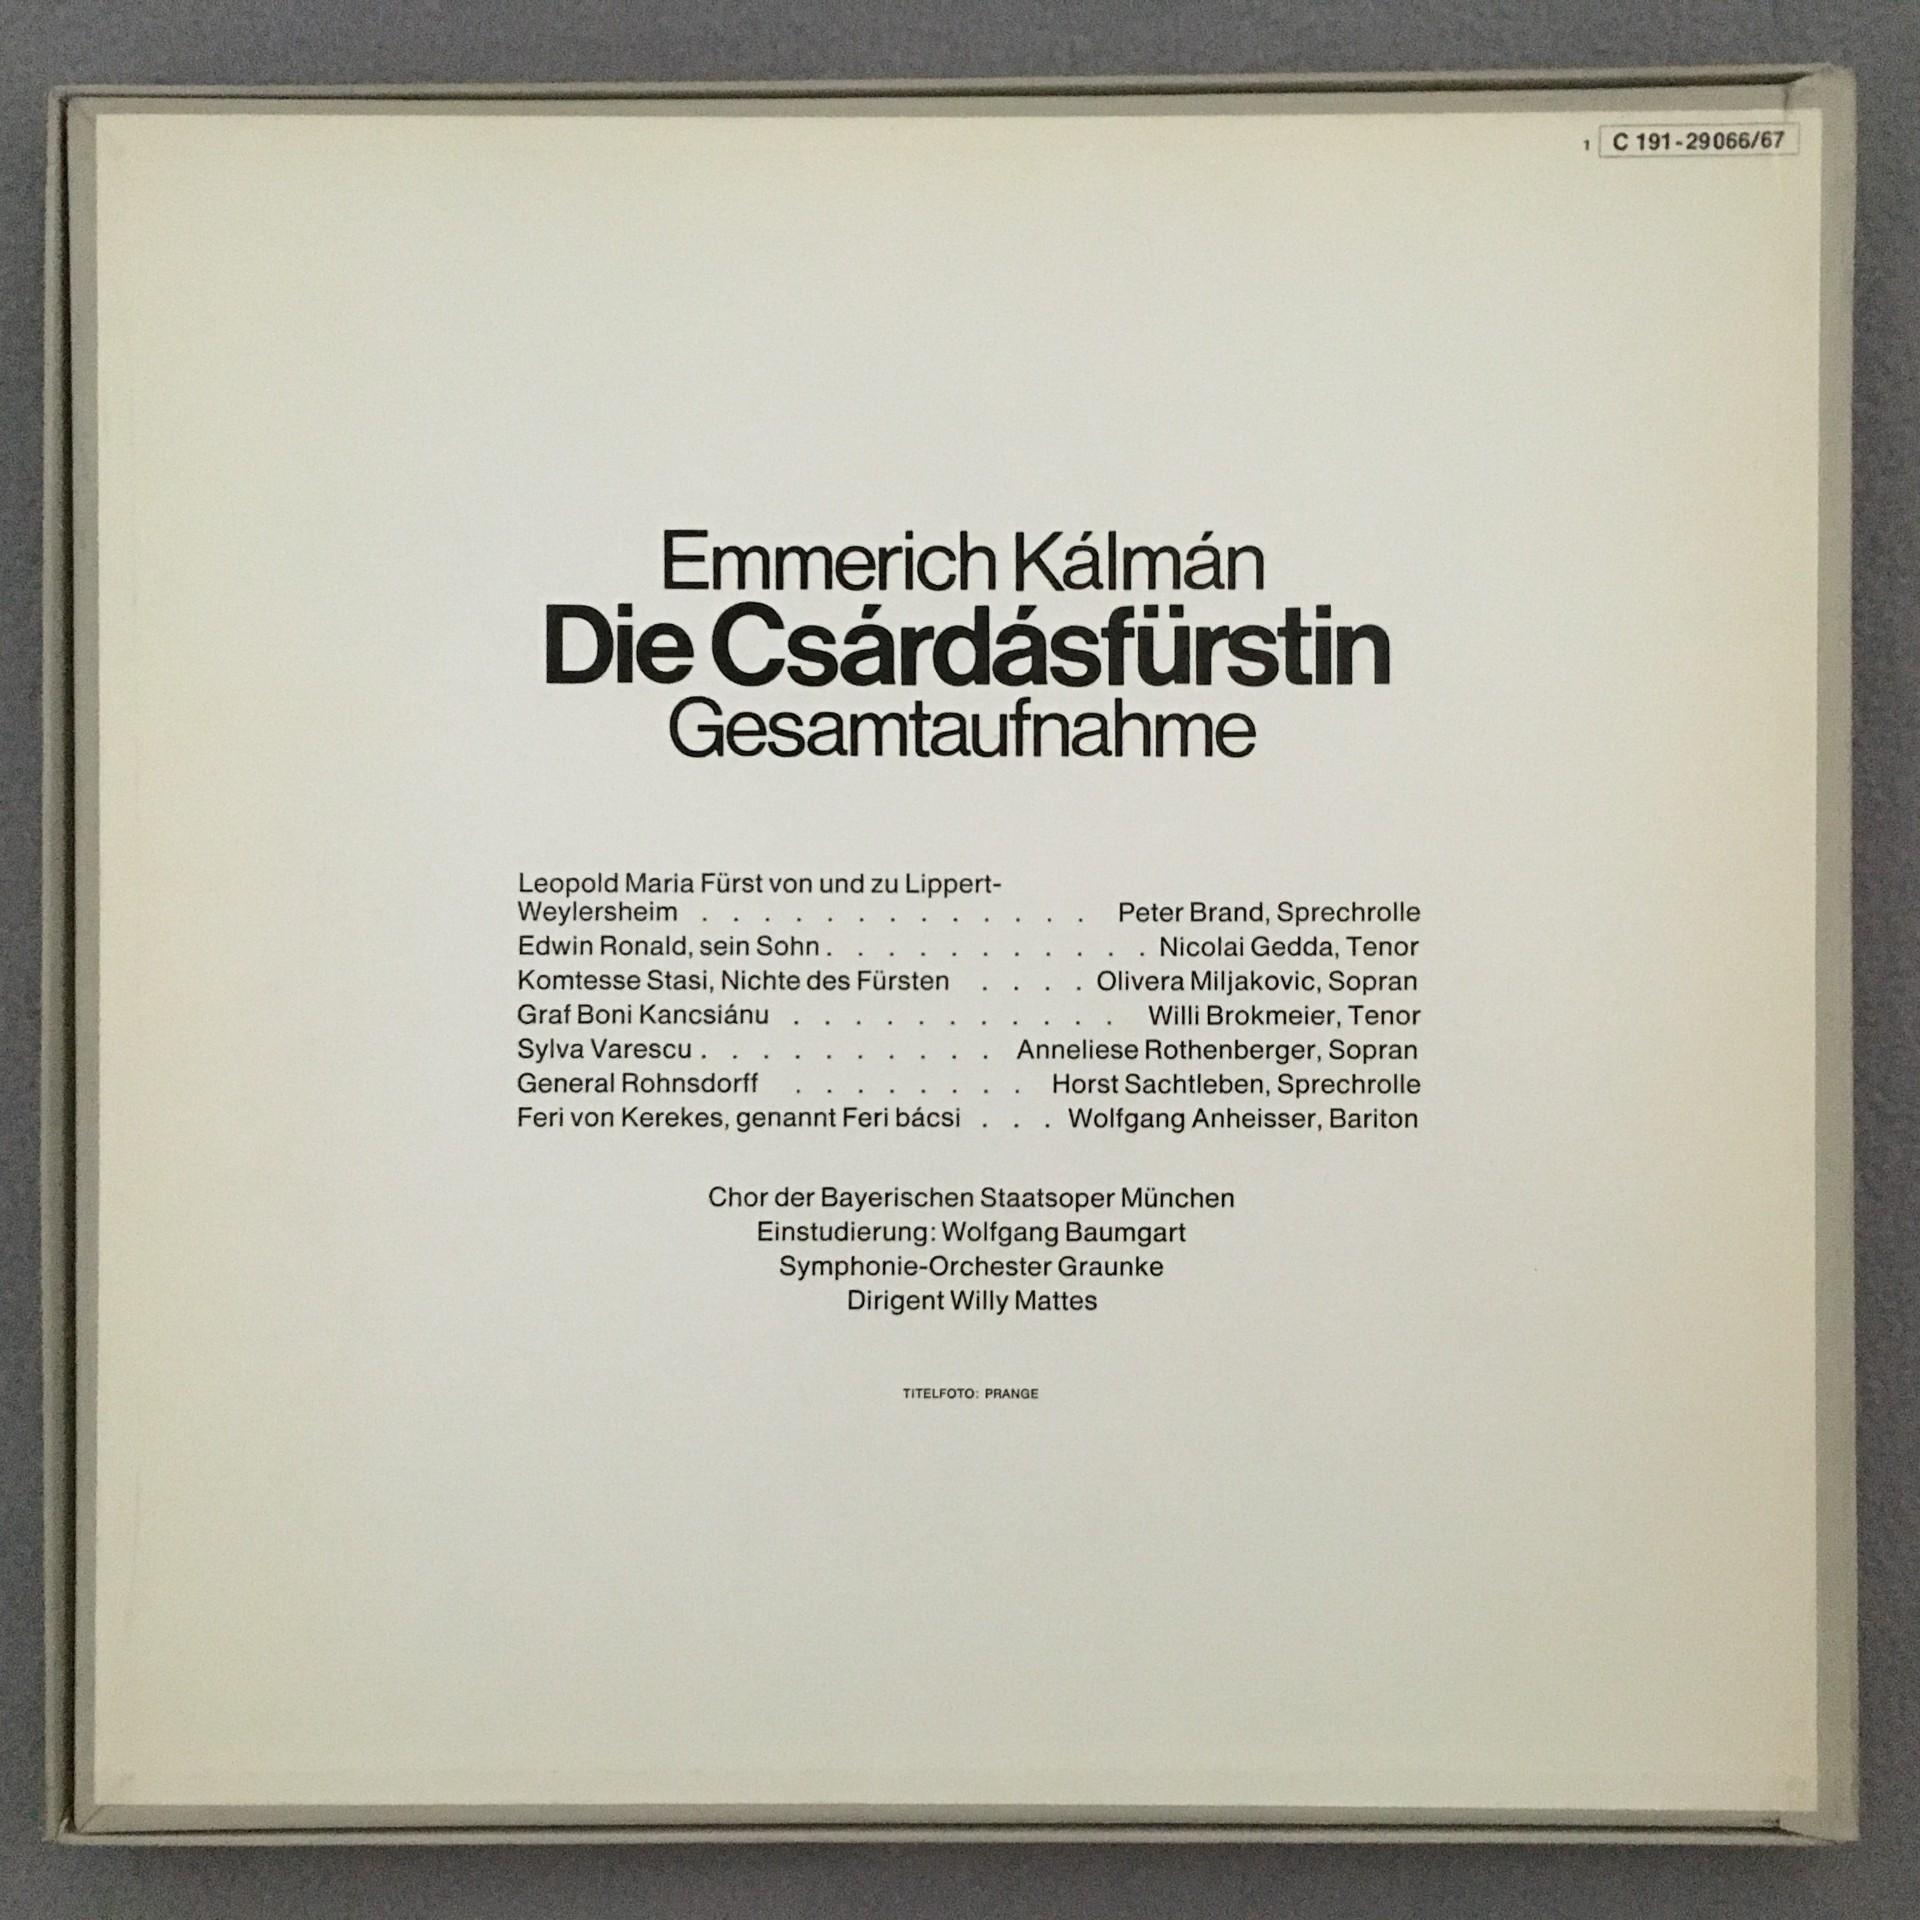 1 C 191-29066/67
Emmerich Kálmán
Die Csárdásfürstin
Gesamtaufnahme
Leopold Maria Fürst von und zu Lippert-
Weylersheim . . . . . . . . . . . . . Peter Brand, Sprechrolle
Edwin Ronald, sein Sohn . . . . . . . . . . . Nicolai Gedda, Tenor
Komtesse Stasi, Nichte des Fürsten . . . . Olivera Miljakovic, Sopran
Graf Boni Kancsiánu . . . . . . . . . . . Willi Brokmeier, Tenor
Sylva Varescu . . . . . . . . . . Anneliese Rothenberger, Sopran
General Rohnsdorff . . . . . . . . Horst Sachtleben, Sprechrolle
Feri von Kerekes, genannt Feri bácsi . . . Wolfgang Anheisser, Bariton
Chor der Bayerischen Staatsoper München
Einstudierung: Wolfgang Baumgart
Symphonie-Orchester Graunke
Dirigent Willy Mattes
TITELFOTO: PRANGE